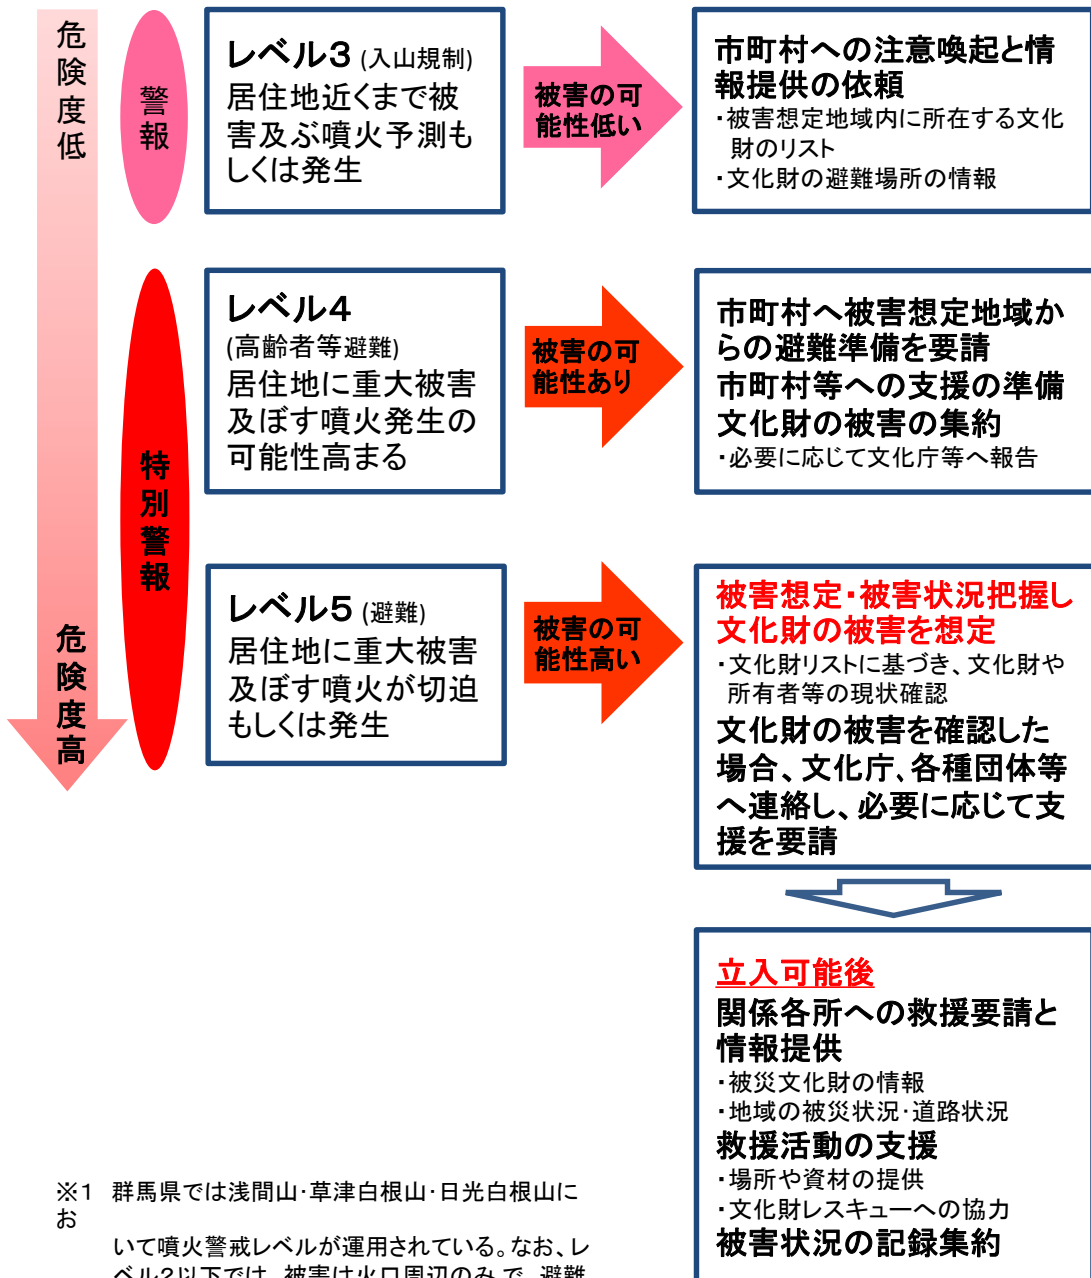 危険度低
警報
レベル3 (入山規制)
居住地近くまで被
害及ぶ噴火予測も
しくは発生
被害の可
能性低い
市町村への注意喚起と情
報提供の依頼
・被害想定地域内に所在する文化
財のリスト
・文化財の避難場所の情報
特別警報
レベル4
(高齢者等避難)
居住地に重大被害
及ぼす噴火発生の
可能性高まる
被害の可
能性あり
市町村へ被害想定地域か
らの避難準備を要請
市町村等への支援の準備
文化財の被害の集約
・必要に応じて文化庁等へ報告
危険度高
レベル5 (避難)
居住地に重大被害
及ぼす噴火が切迫
もしくは発生
被害の可
能性高い
被害想定・被害状況把握し
文化財の被害を想定
・文化財リストに基づき、文化財や
所有者等の現状確認
文化財の被害を確認した
場合、文化庁、各種団体等
へ連絡し、必要に応じて支
援を要請
立入可能後
関係各所への救援要請と
情報提供
・被災文化財の情報
・地域の被災状況・道路状況
救援活動の支援
・場所や資材の提供
・文化財レスキューへの協力
被害状況の記録集約
※1 群馬県では浅間山・草津白根山・日光白根山に
お
いて噴火警戒レベルが運用されている。なお、レ
ベル2以下では、被害は火口周辺のみで、避難